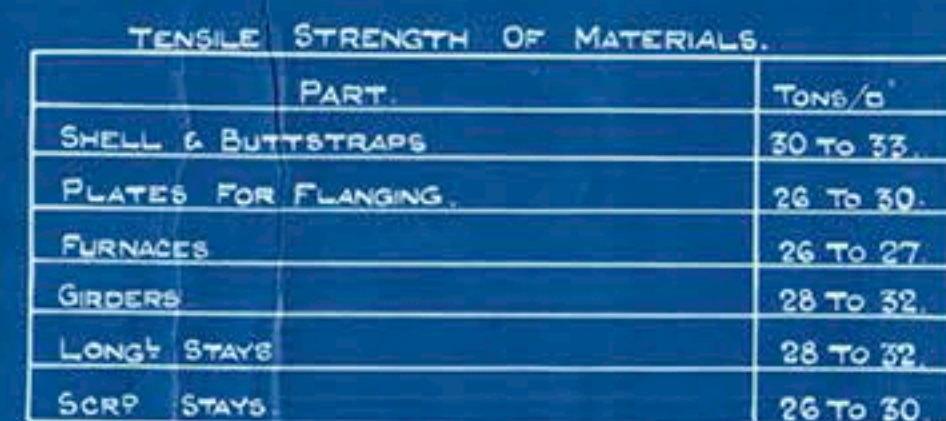 TENSILE STRENGTH OF MATERIALS.
PART. TONS/□"
SHELL & BUTTSTRAPS 30 TO 33.
PLATES FOR FLANGING. 26 TO 30.
FURNACES 26 TO 27.
GIRDERS 28 TO 32.
LONGL STAYS 28 TO 32.
SCRD STAYS 26 TO 30.